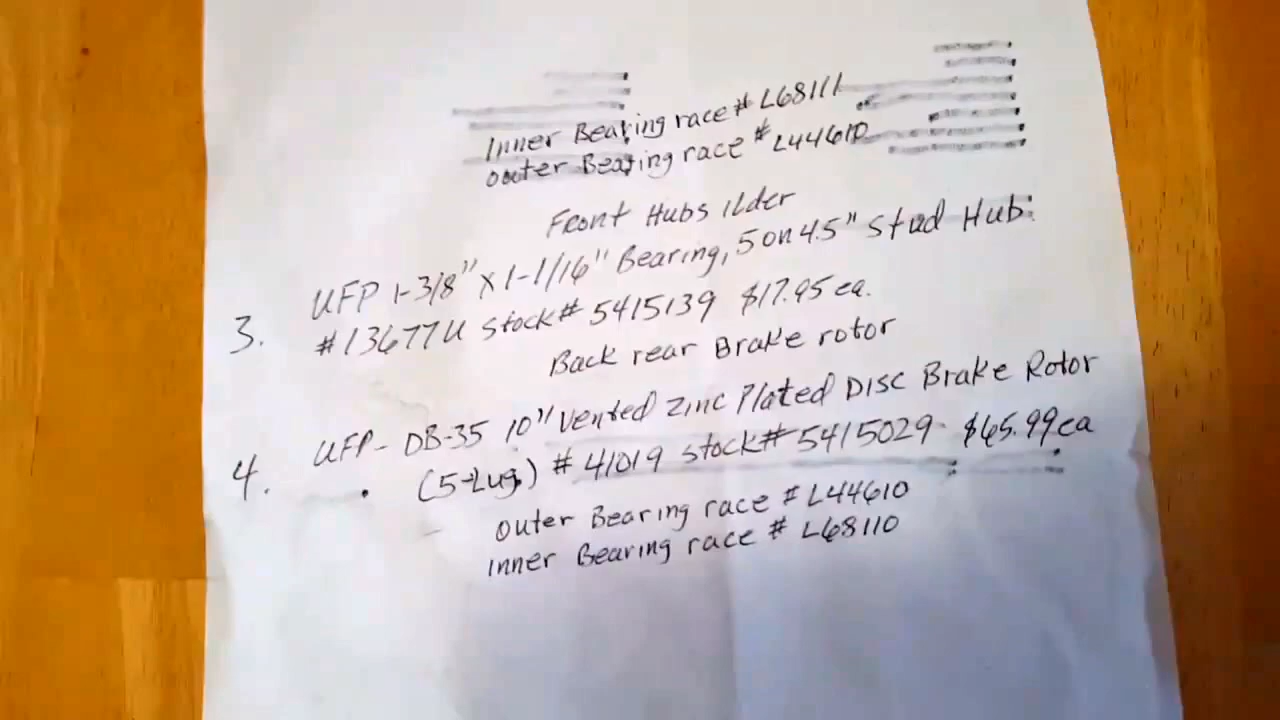 Inner Bearing race # L68111
outer Bearing race # L44610
Front Hubs ilder
3. UFP 1-3/8" X 1-1/16" Bearing, 5 on 4.5" Stud Hub:
#13677U Stock# 5415139 $17.95 ea.
Back rear Brake rotor
4. UFP- DB-35 10" Vented Zinc Plated Disc Brake Rotor
(5-Lug) # 41019 stock# 5415029 $65.99 ea
outer Bearing race # L44610
inner Bearing race # L68110